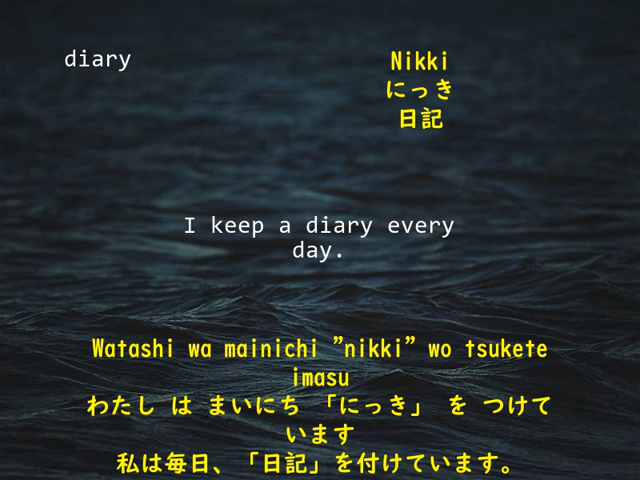 diary
Nikki
にっき
日記
I keep a diary every
day.
Watashi wa mainichi ”nikki” wo tsukete
imasu
わたし は まいにち 「にっき」 を つけて
います
私は毎日、「日記」を付けています。